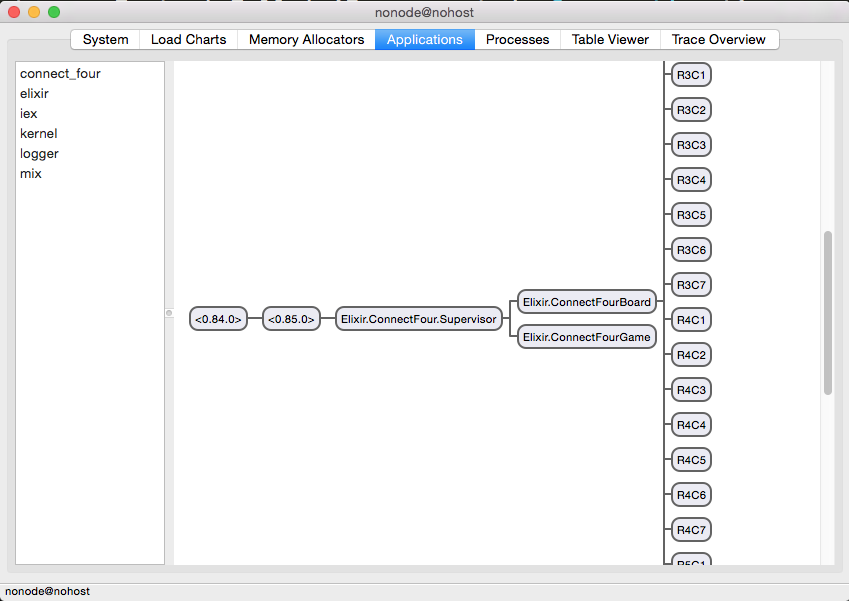 nonode@nohost
System Load Charts Memory Allocators Applications Processes Table Viewer Trace Overview
connect_four
elixir
iex
kernel
logger
mix
<0.84.0>
<0.85.0>
Elixir.ConnectFour.Supervisor
Elixir.ConnectFourBoard
Elixir.ConnectFourGame
R3C1
R3C2
R3C3
R3C4
R3C5
R3C6
R3C7
R4C1
R4C2
R4C3
R4C4
R4C5
R4C6
R4C7
R5C1
nonode@nohost